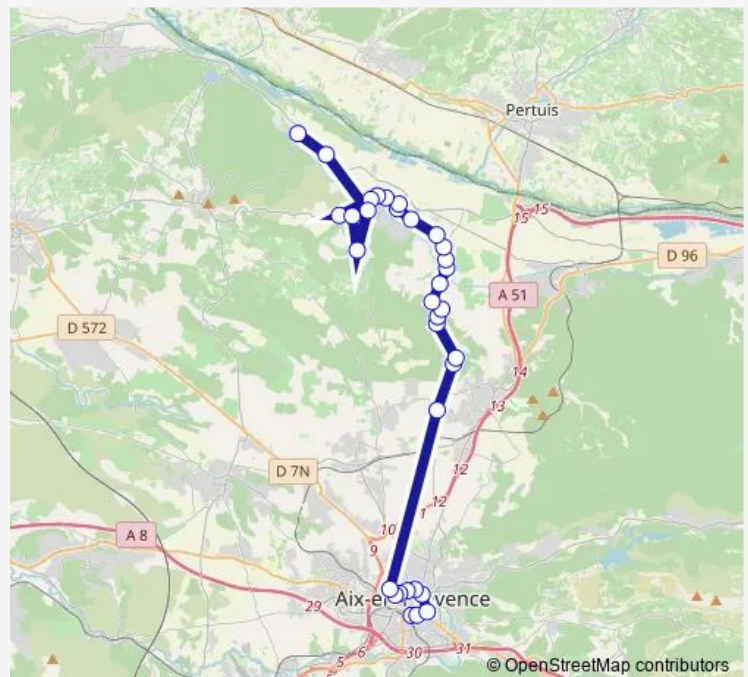 Pertuis
15
15
D 96
A 51
D 572
14
13
D 7N
12
12
1
10
A 8
9
Aix-en-Provence
29
5
6
30
31
© OpenStreetMap contributors